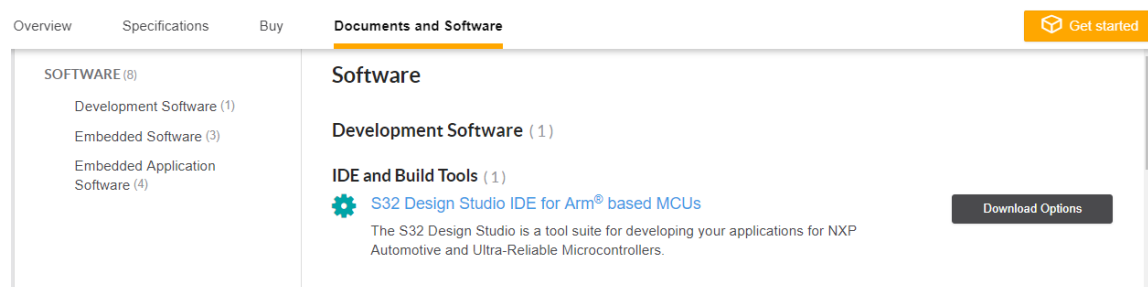 Overview Specifications Buy Documents and Software Get started
SOFTWARE (8)
Development Software (1)
Embedded Software (3)
Embedded Application
Software (4)
Software
Development Software (1)
IDE and Build Tools (1)
S32 Design Studio IDE for Arm® based MCUs
Download Options
The S32 Design Studio is a tool suite for developing your applications for NXP
Automotive and Ultra-Reliable Microcontrollers.